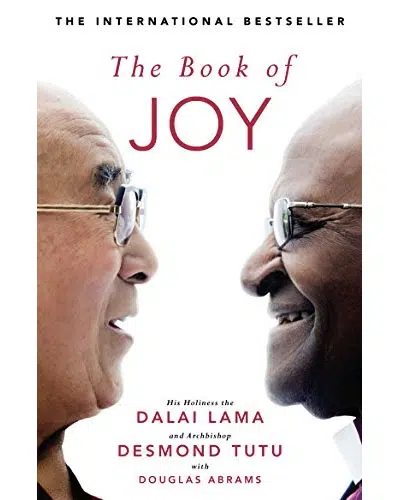 THE INTERNATIONAL BESTSELLER
The Book of
JOY
His Holiness the
DALAI LAMA
and Archbishop
DESMOND TUTU
with
DOUGLAS ABRAMS